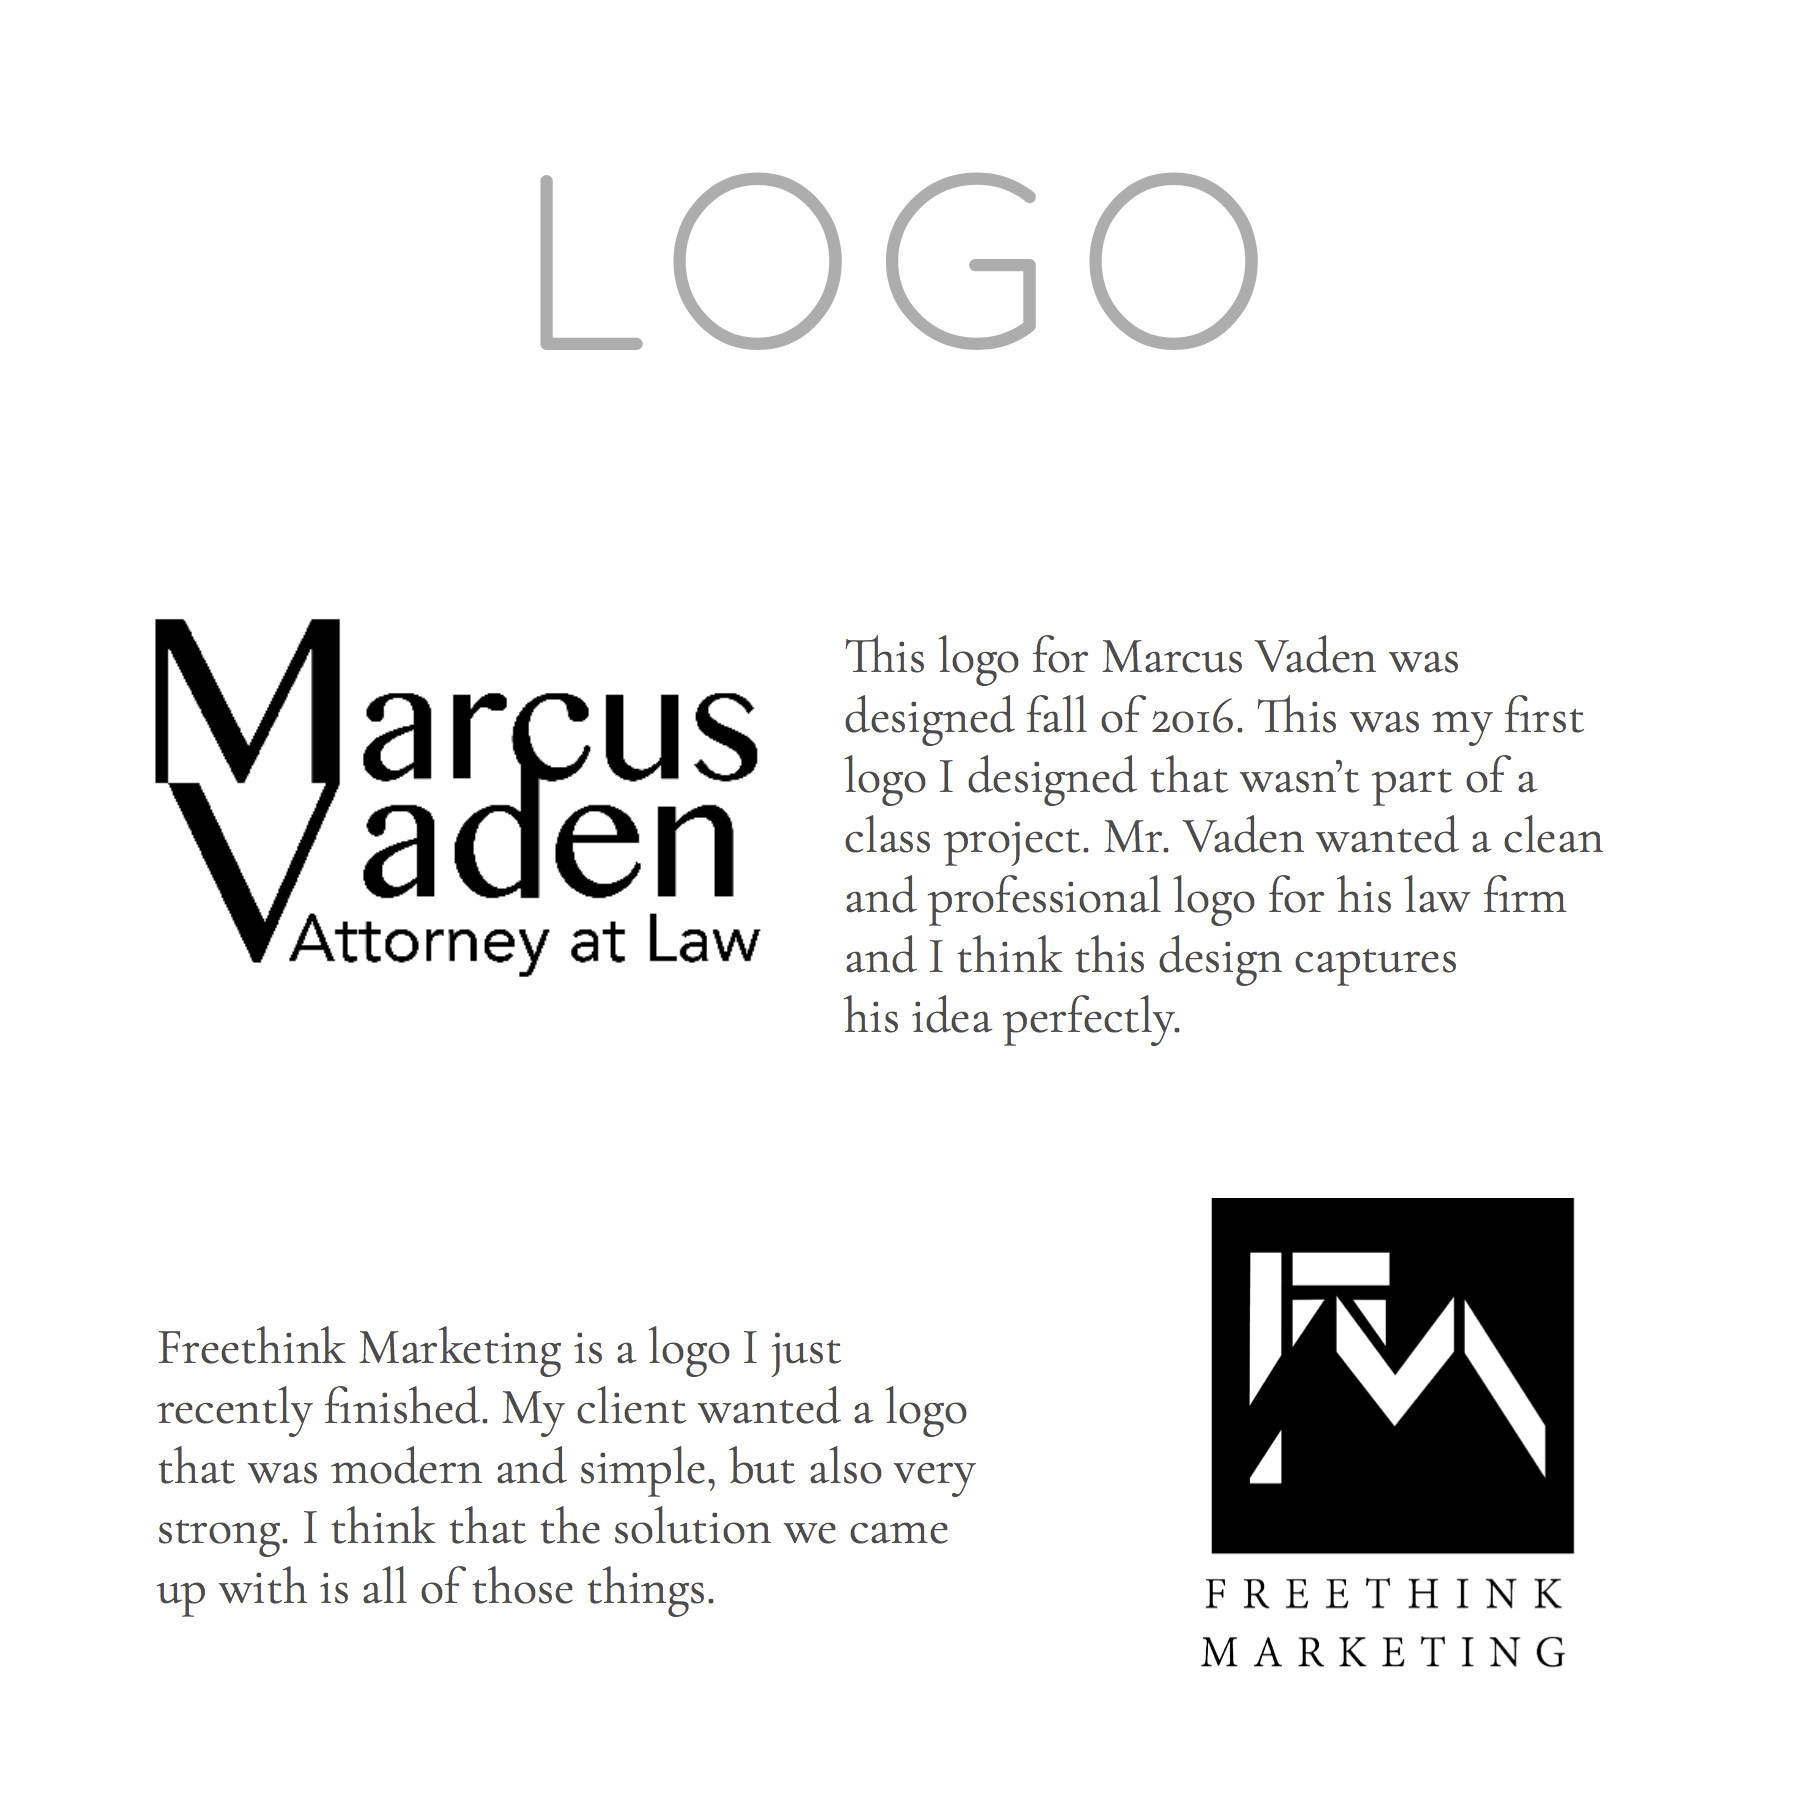 LOGO
Marcus
Vaden
Attorney at Law
This logo for Marcus Vaden was
designed fall of 2016. This was my first
logo I designed that wasn’t part of a
class project. Mr. Vaden wanted a clean
and professional logo for his law firm
and I think this design captures
his idea perfectly.
Freethink Marketing is a logo I just
recently finished. My client wanted a logo
that was modern and simple, but also very
strong. I think that the solution we came
up with is all of those things.
FM
FREETHINK
MARKETING